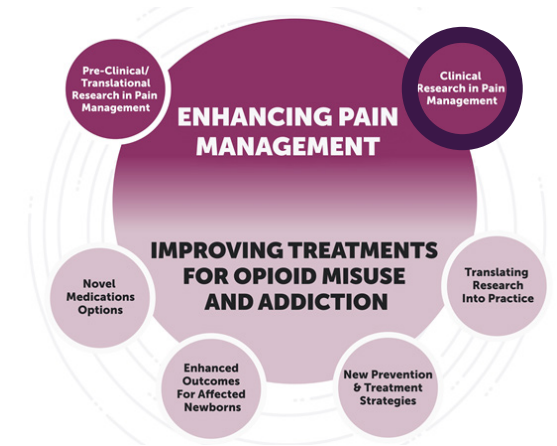 Pre-Clinical/
Translational
Research in Pain
Management
Clinical
Research in Pain
Management
ENHANCING PAIN
MANAGEMENT
IMPROVING TREATMENTS
FOR OPIOID MISUSE
AND ADDICTION
Novel
Medications
Options
Translating
Research
Into Practice
Enhanced
Outcomes
For Affected
Newborns
New Prevention
& Treatment
Strategies